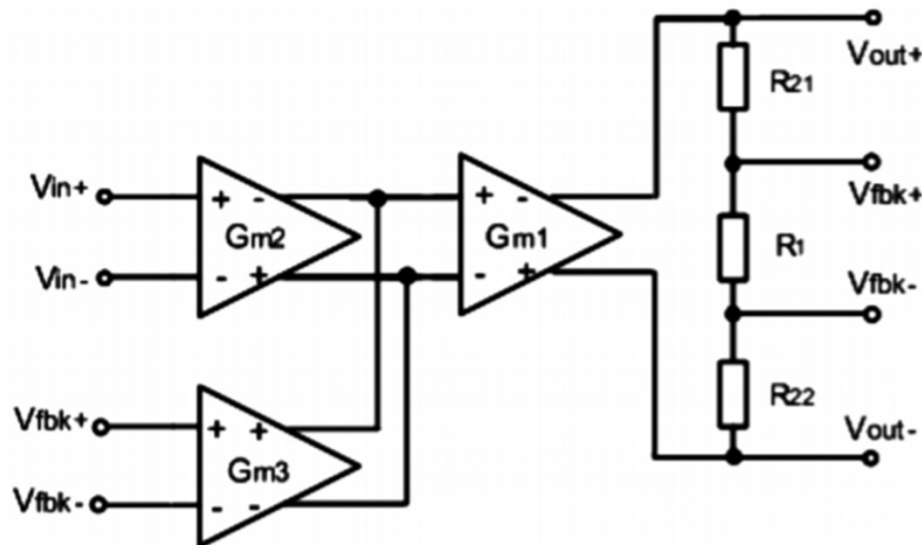 Vout+
R21
Vin+
+ -
Gm2
- +
Vin-
+ -
Gm1
- +
Vfbk+
R1
Vfbk-
Vfbk+
+ +
Gm3
- -
Vfbk-
R22
Vout-